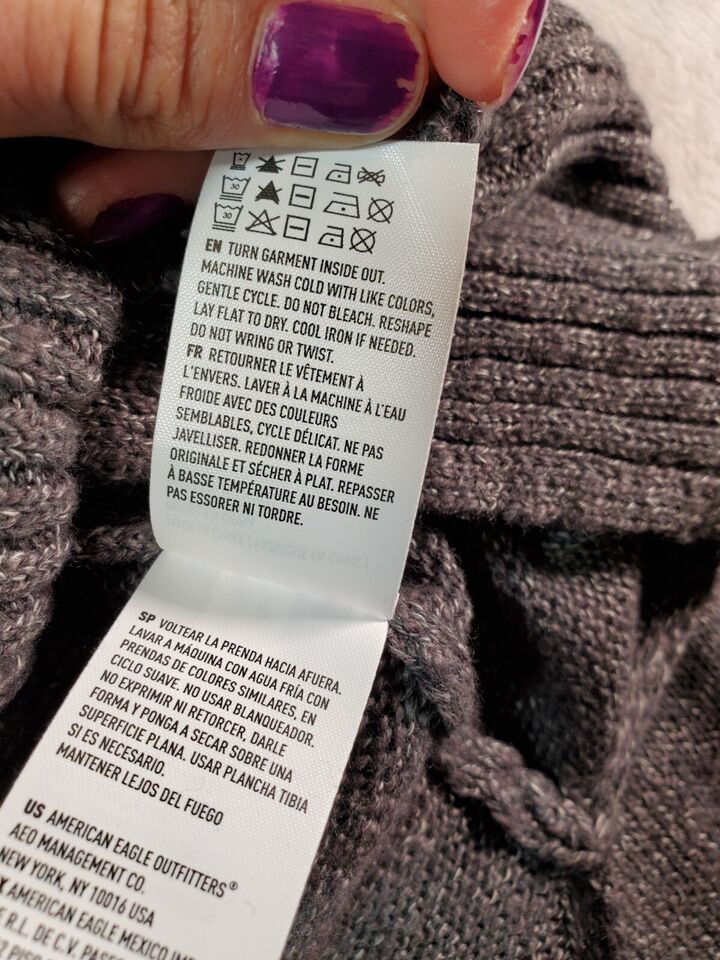 30
30
EN TURN GARMENT INSIDE OUT.
MACHINE WASH COLD WITH LIKE COLORS,
GENTLE CYCLE. DO NOT BLEACH. RESHAPE
LAY FLAT TO DRY. COOL IRON IF NEEDED.
DO NOT WRING OR TWIST.
FR RETOURNER LE VÊTEMENT À
L'ENVERS. LAVER À LA MACHINE À L'EAU
FROIDE AVEC DES COULEURS
SEMBLABLES, CYCLE DÉLICAT. NE PAS
JAVELLISER. REDONNER LA FORME
ORIGINALE ET SÉCHER À PLAT. REPASSER
À BASSE TEMPÉRATURE AU BESOIN. NE
PAS ESSORER NI TORDRE.
SP VOLTEAR LA PRENDA HACIA AFUERA.
LAVAR A MÁQUINA CON AGUA FRÍA CON
PRENDAS DE COLORES SIMILARES, EN
CICLO SUAVE. NO USAR BLANQUEADOR.
NO EXPRIMIR NI RETORCER. DARLE
FORMA Y PONGA A SECAR SOBRE UNA
SUPERFICIE PLANA. USAR PLANCHA TIBIA
SI ES NECESARIO.
MANTENER LEJOS DEL FUEGO
US AMERICAN EAGLE OUTFITTERS®
AEO MANAGEMENT CO.
NEW YORK, NY 10016 USA
AMERICAN EAGLE MEXICO
R.L. DE C.V.